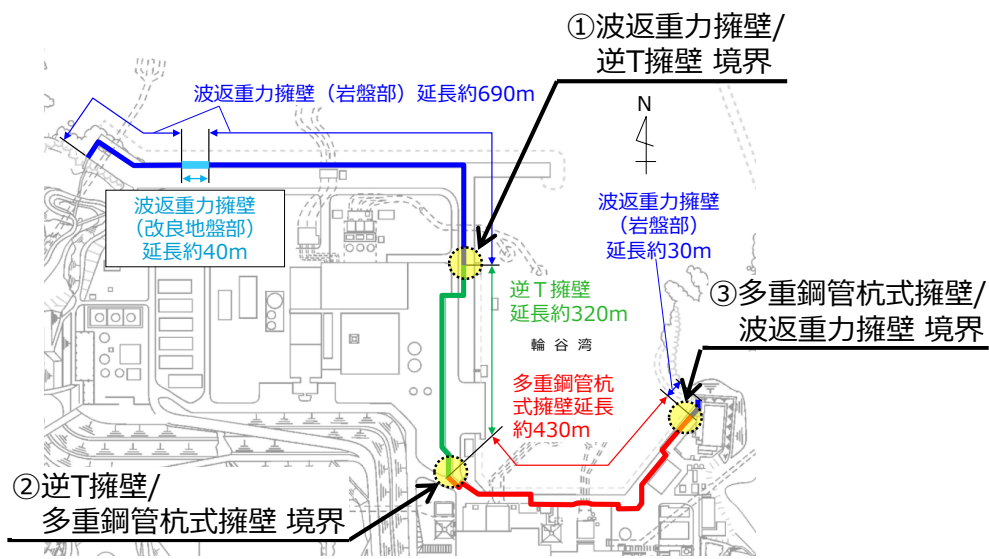 ①波返重力擁壁/
逆T擁壁 境界
波返重力擁壁（岩盤部）延長約690m
N
波返重力擁壁
（改良地盤部）
延長約40m
波返重力擁壁
（岩盤部）
延長約30m
逆Ｔ擁壁
延長約320m
輪谷湾
③多重鋼管杭式擁壁/
波返重力擁壁 境界
多重鋼管杭
式擁壁延長
約430m
②逆T擁壁/
多重鋼管杭式擁壁 境界